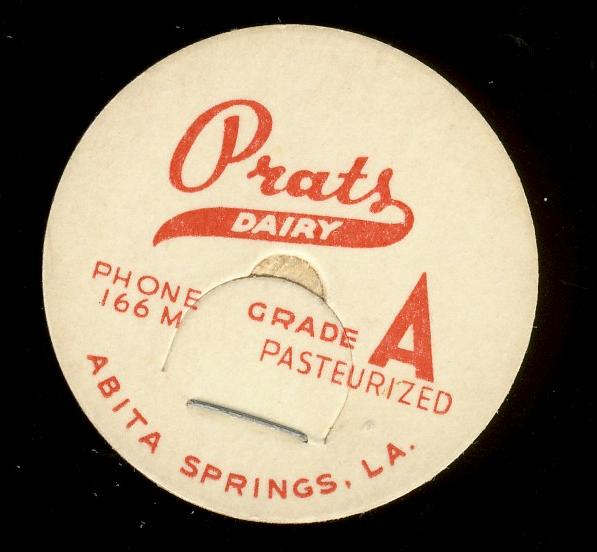 Prats
DAIRY
PHONE
166 M
GRADE A
PASTEURIZED
ABITA SPRINGS, LA.